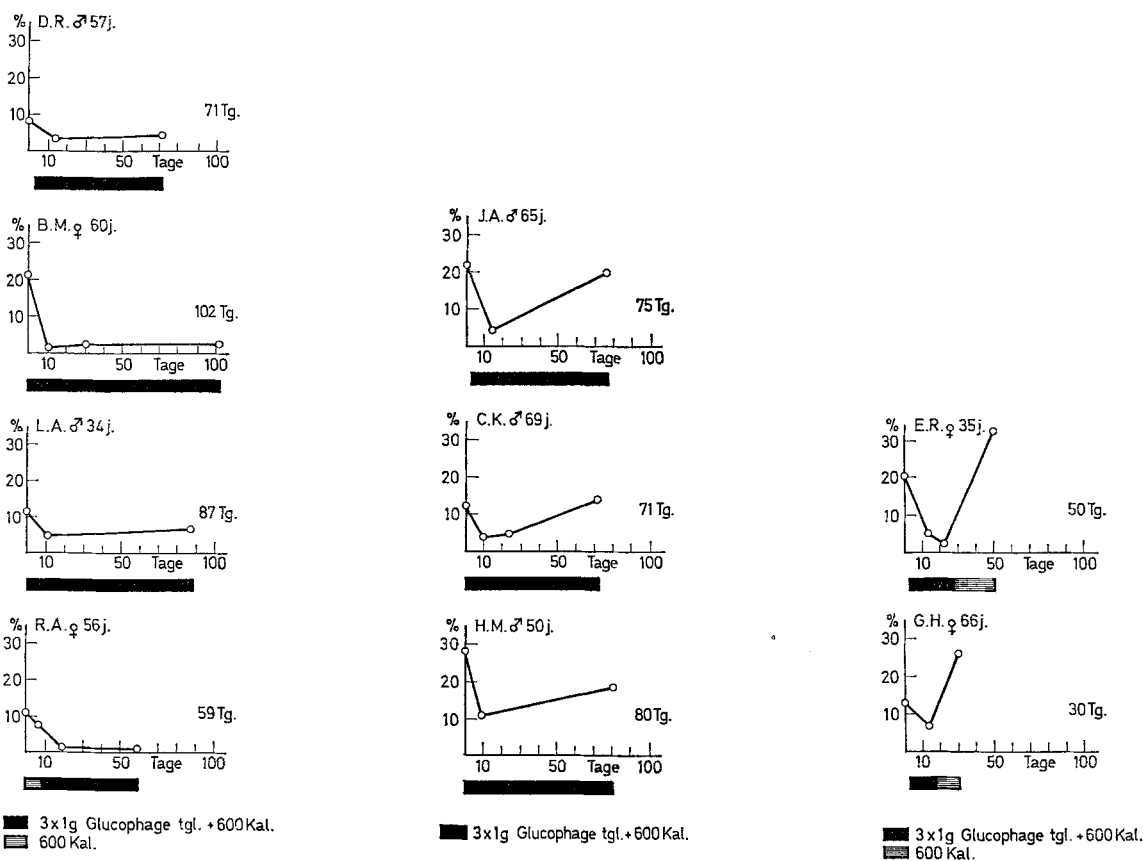 % D.R. ♂ 57j.
30
20
10
71 Tg.
10 50 Tage 100
% B.M. ♀ 60j.
30
20
10
102 Tg.
10 50 Tage 100
% L.A. ♂ 34j.
30
20
10
87 Tg.
10 50 Tage 100
% R.A. ♀ 56j.
30
20
10
59 Tg.
10 50 Tage 100
3x1g Glucophage tgl. + 600 Kal.
600 Kal.
% J.A. ♂ 65j.
30
20
10
75 Tg.
10 50 Tage 100
% C.K. ♂ 69j.
30
20
10
71 Tg.
10 50 Tage 100
% H.M. ♂ 50j.
30
20
10
80 Tg.
10 50 Tage 100
3x1g Glucophage tgl. + 600 Kal.
% E.R. ♀ 35j.
30
20
10
50 Tg.
10 50 Tage 100
% G.H. ♀ 66j.
30
20
10
30 Tg.
10 50 Tage 100
3x1g Glucophage tgl. + 600 Kal.
600 Kal.